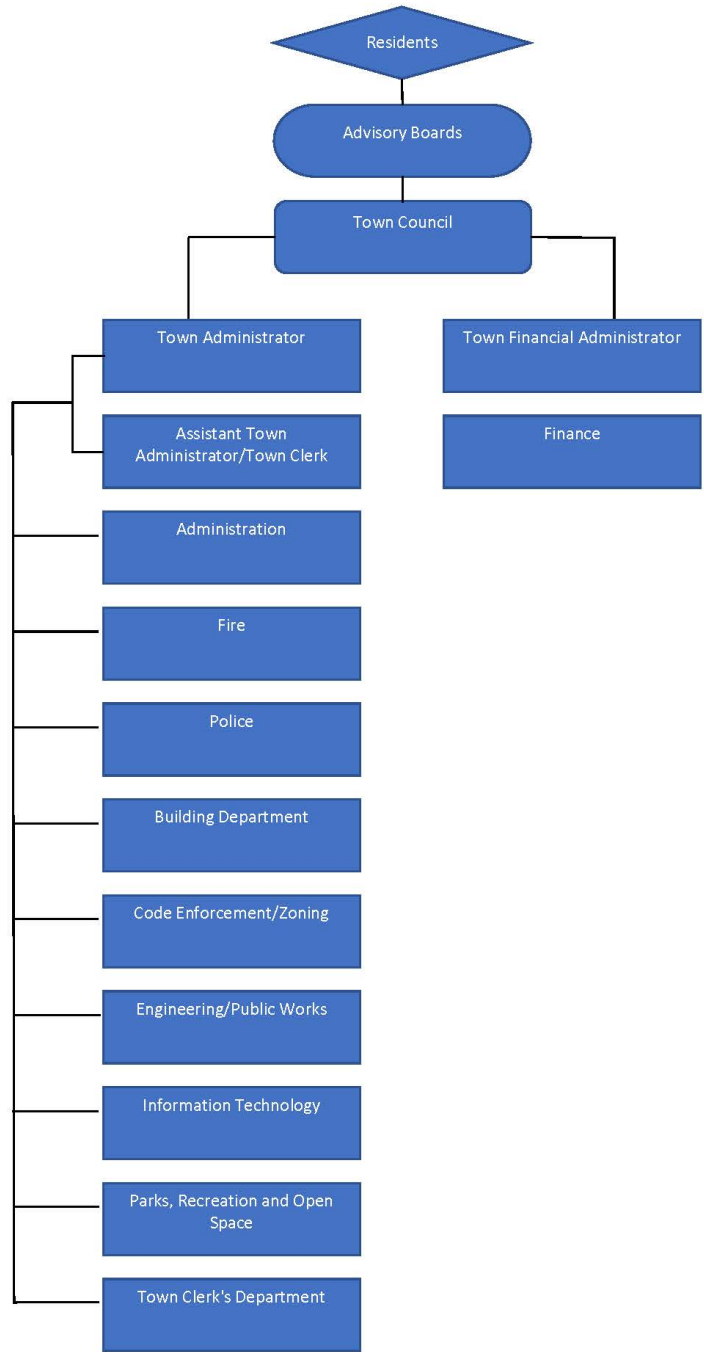 Residents
Advisory Boards
Town Council
Town Administrator
Town Financial Administrator
Assistant Town
Administrator/Town Clerk
Finance
Administration
Fire
Police
Building Department
Code Enforcement/Zoning
Engineering/Public Works
Information Technology
Parks, Recreation and Open
Space
Town Clerk's Department